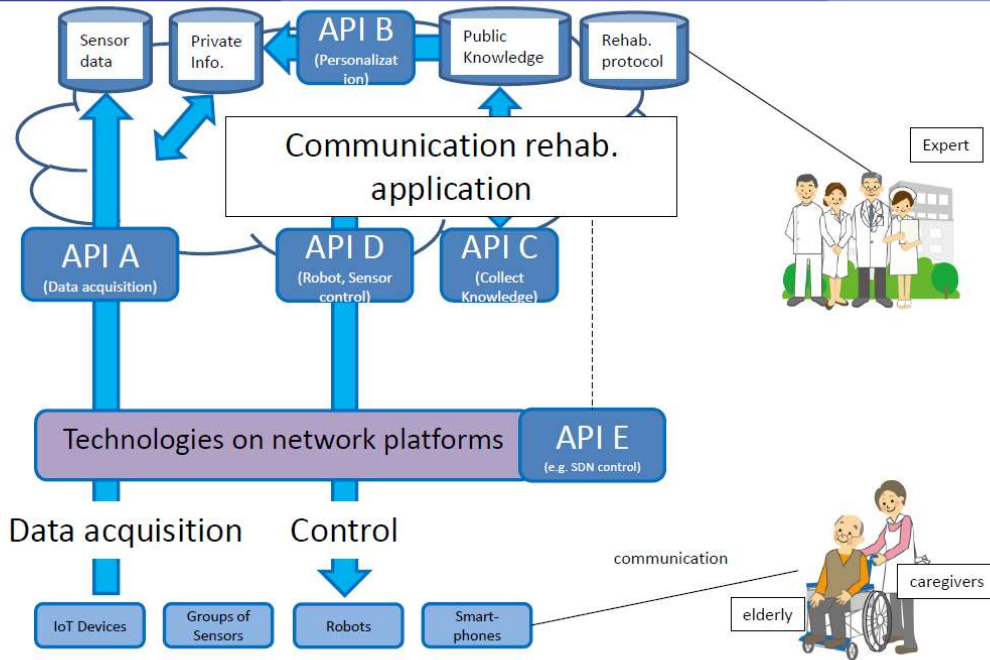 Sensor
data
Private
Info.
API B
(Personalizat
ion)
Public
Knowledge
Rehab.
protocol
Communication rehab.
application
Expert
API A
(Data acquisition)
API D
(Robot, Sensor
control)
API C
(Collect
Knowledge)
Technologies on network platforms
API E
(e.g. SDN control)
Data acquisition
Control
communication
caregivers
elderly
IoT Devices
Groups of
Sensors
Robots
Smart-
phones